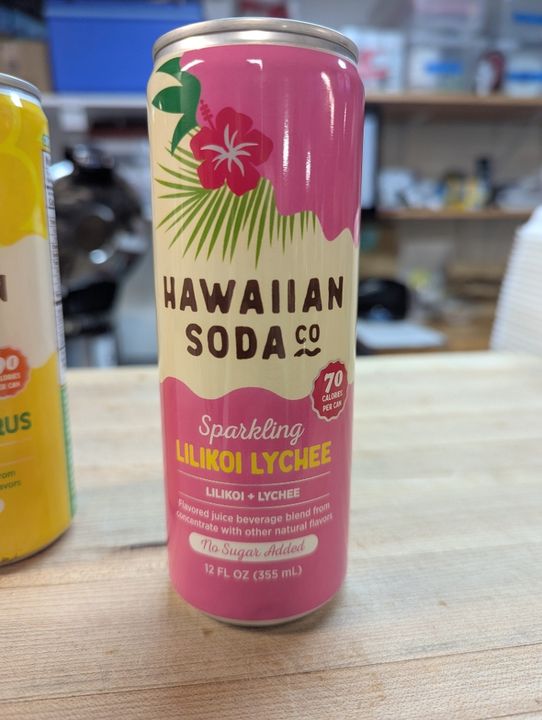 HAWAIIAN
SODA CO
70
CALORIES
PER CAN
Sparkling
LILIKOI LYCHEE
LILIKOI + LYCHEE
Flavored juice beverage blend from
concentrate with other natural flavors
No Sugar Added
12 FL OZ (355 mL)